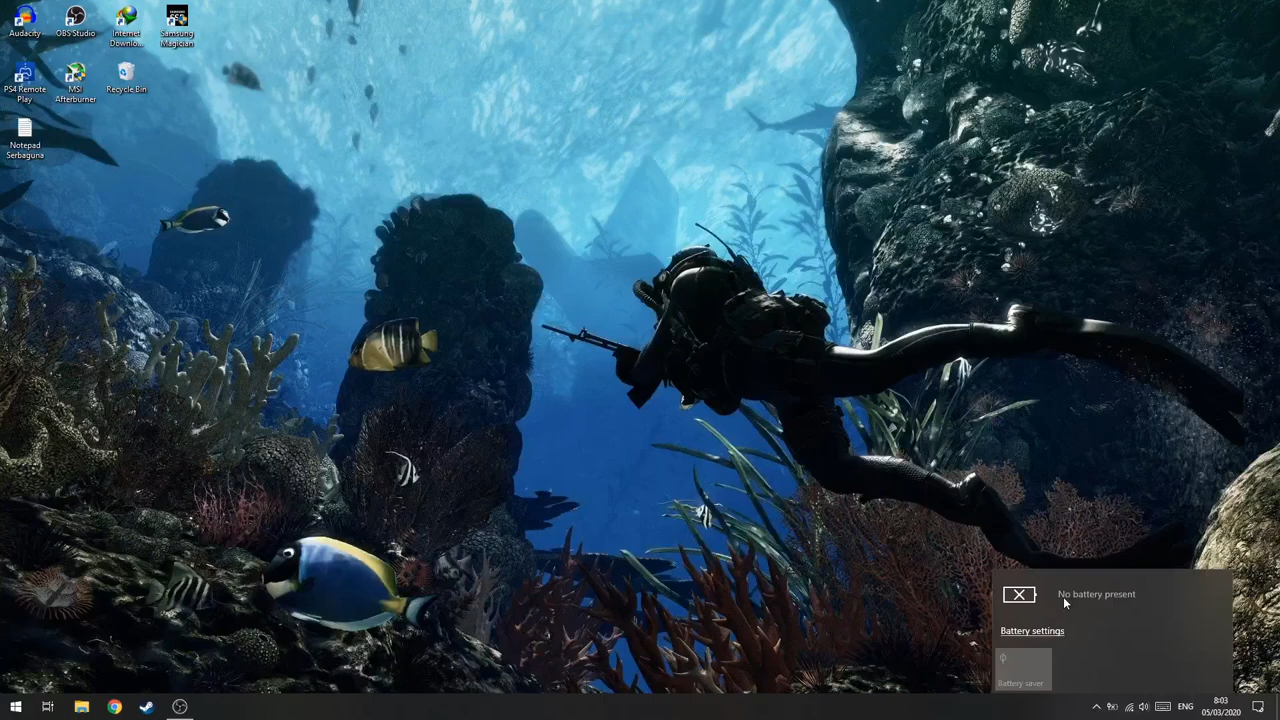 Audacity
OBS Studio
Internet
Downlo...
Samsung
Magician
PS4 Remote
Play
MSI
Afterburner
Recycle Bin
Notepad
Serbaguna
No battery present
Battery settings
Battery saver
ENG
8:03
05/03/2020